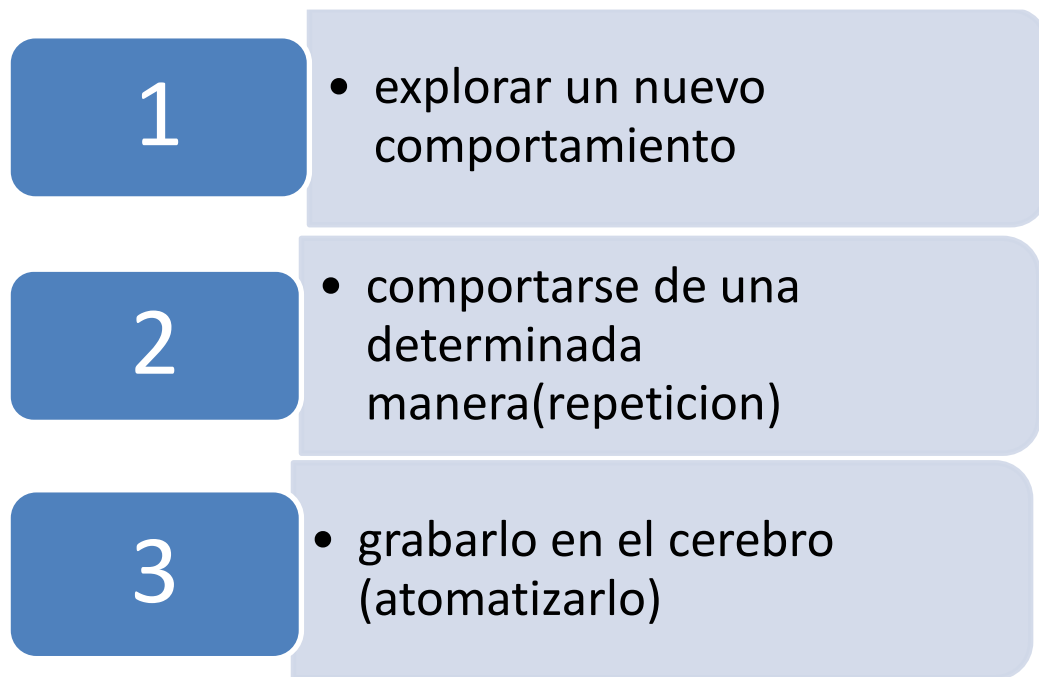 1
• explorar un nuevo
comportamiento
2
• comportarse de una
determinada
manera(repeticion)
3
• grabarlo en el cerebro
(atomatizarlo)